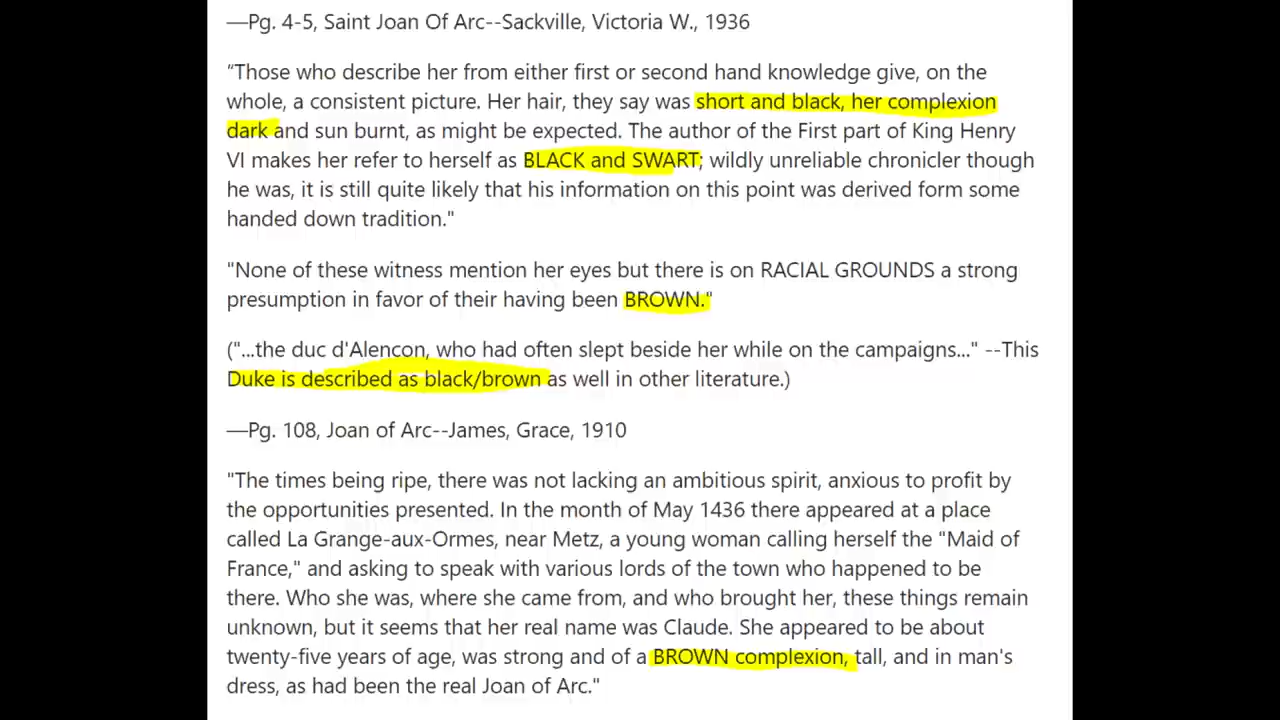 —Pg. 4-5, Saint Joan Of Arc--Sackville, Victoria W., 1936
“Those who describe her from either first or second hand knowledge give, on the
whole, a consistent picture. Her hair, they say was short and black, her complexion
dark and sun burnt, as might be expected. The author of the First part of King Henry
VI makes her refer to herself as BLACK and SWART; wildly unreliable chronicler though
he was, it is still quite likely that his information on this point was derived form some
handed down tradition."
"None of these witness mention her eyes but there is on RACIAL GROUNDS a strong
presumption in favor of their having been BROWN."
("...the duc d'Alencon, who had often slept beside her while on the campaigns..." --This
Duke is described as black/brown as well in other literature.)
—Pg. 108, Joan of Arc--James, Grace, 1910
"The times being ripe, there was not lacking an ambitious spirit, anxious to profit by
the opportunities presented. In the month of May 1436 there appeared at a place
called La Grange-aux-Ormes, near Metz, a young woman calling herself the "Maid of
France," and asking to speak with various lords of the town who happened to be
there. Who she was, where she came from, and who brought her, these things remain
unknown, but it seems that her real name was Claude. She appeared to be about
twenty-five years of age, was strong and of a BROWN complexion, tall, and in man's
dress, as had been the real Joan of Arc."